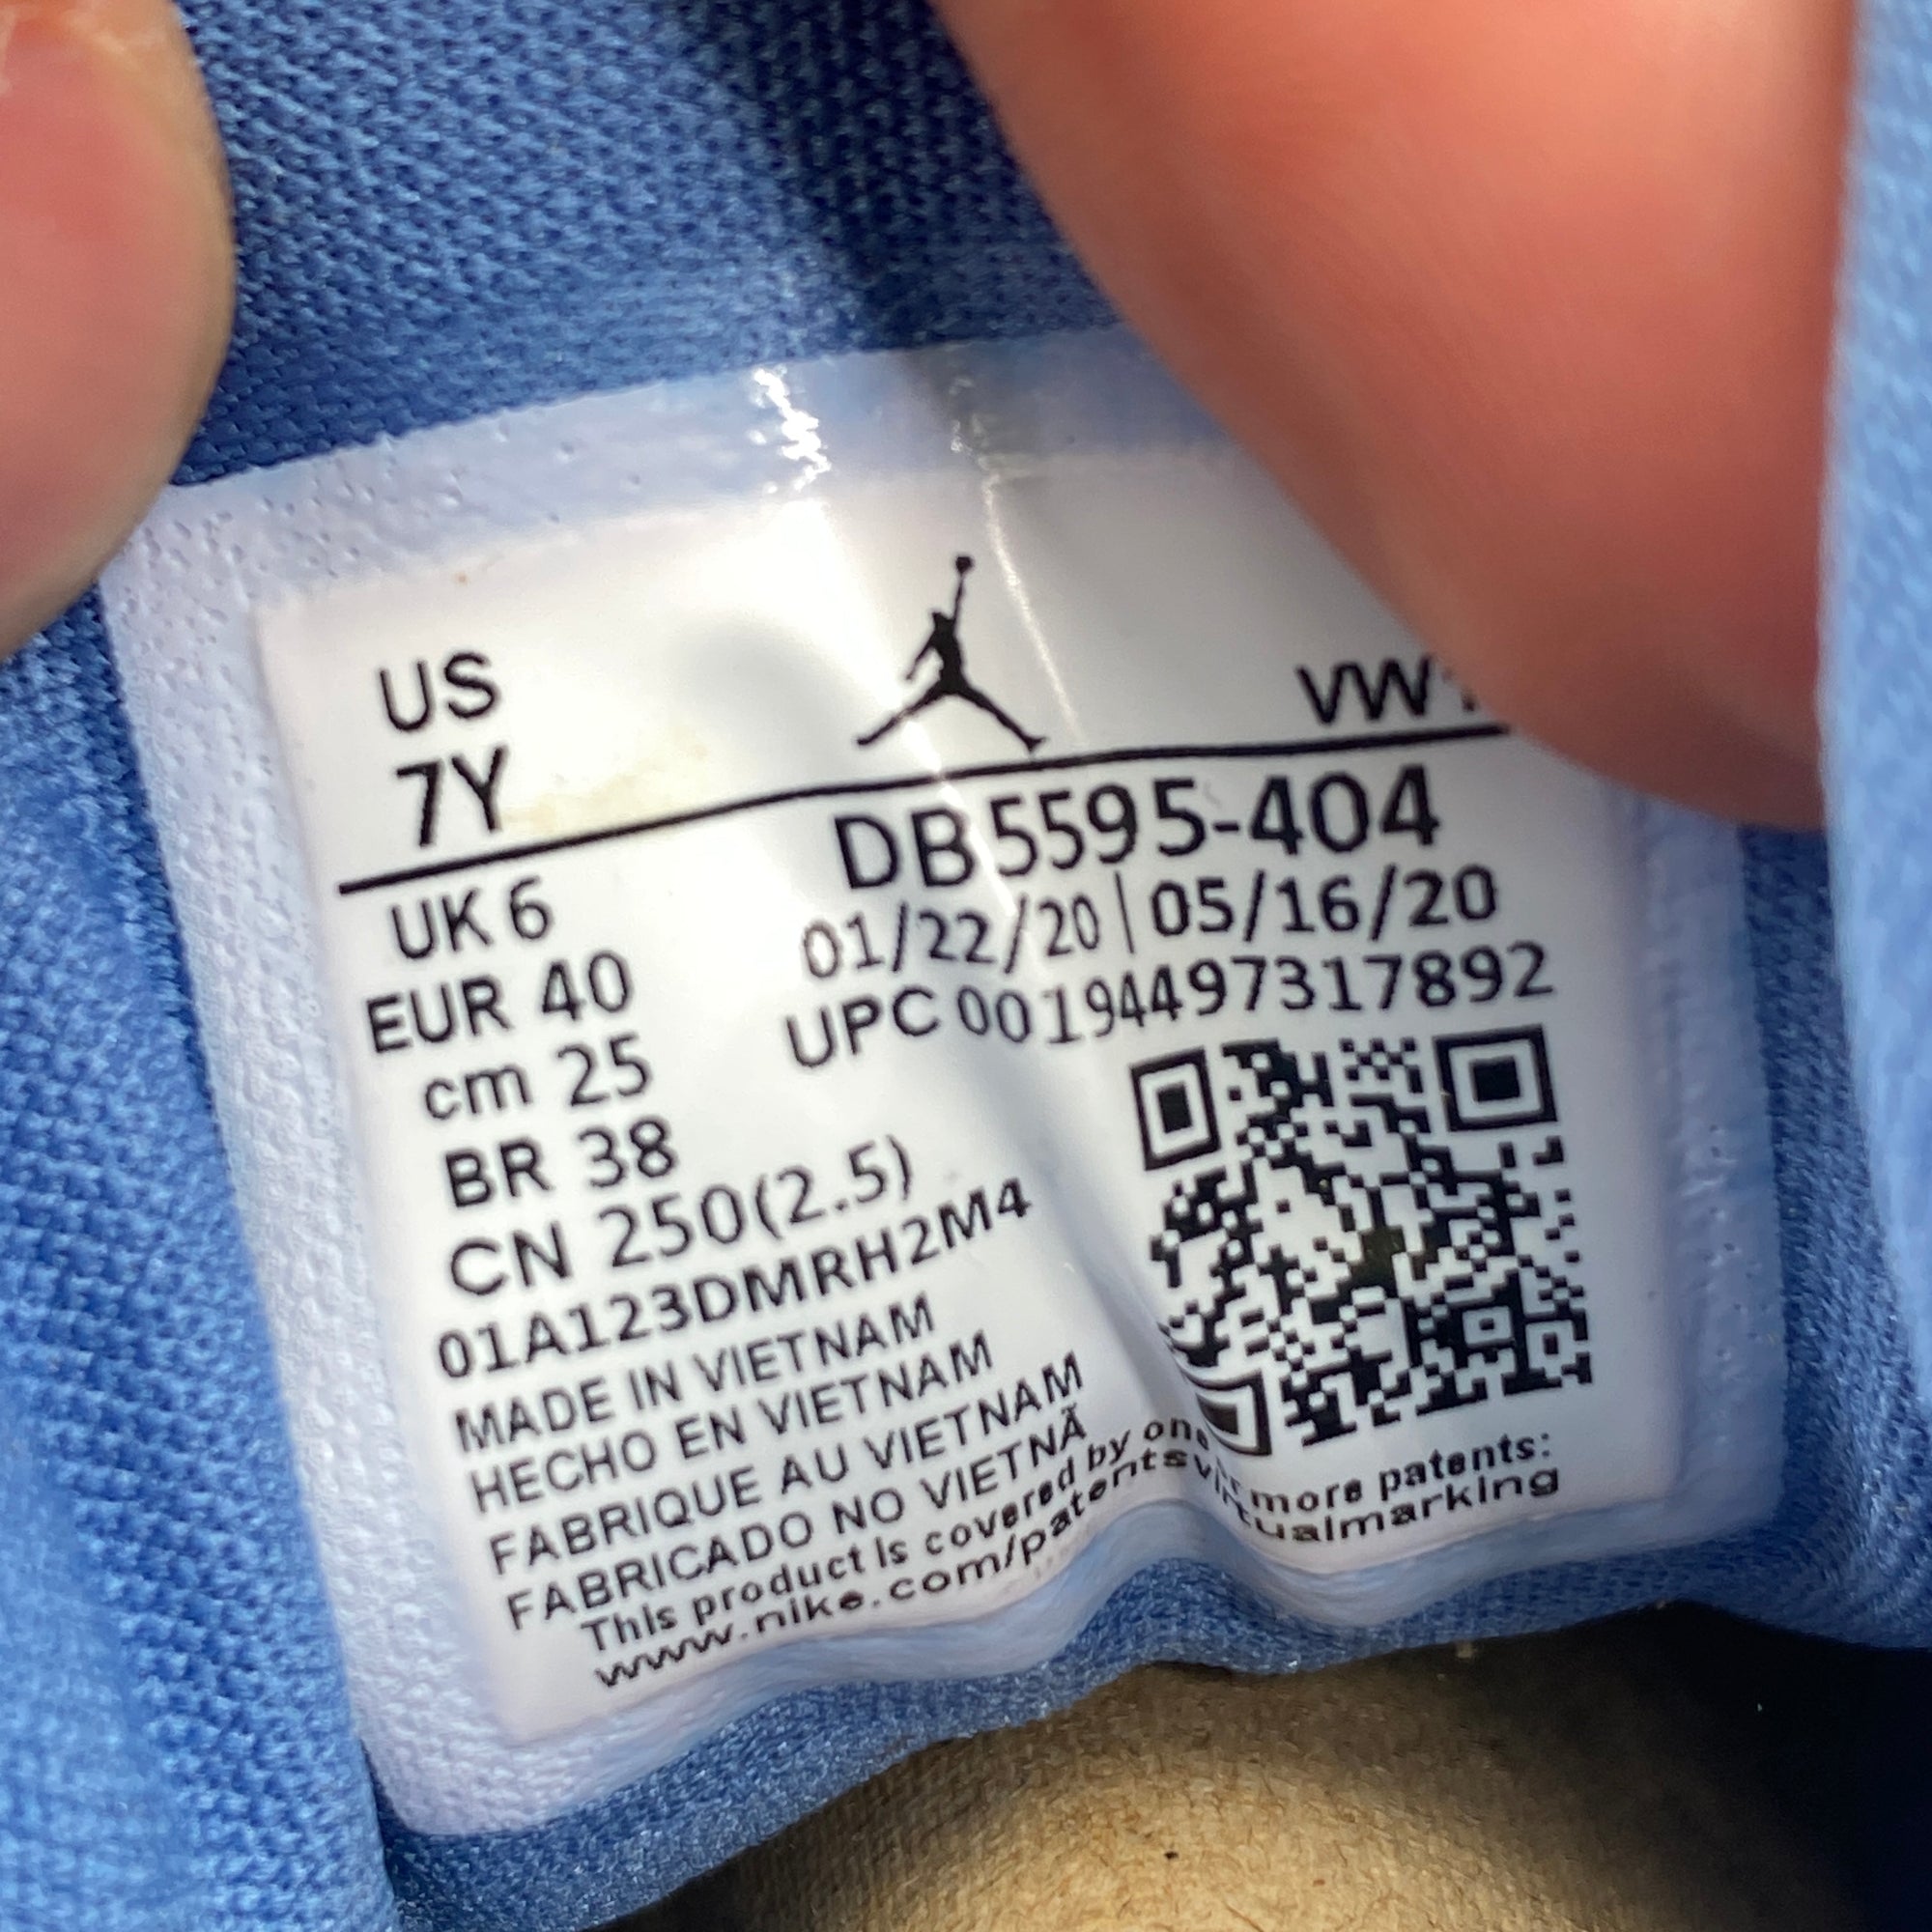 US
7Y
DB5595-404
UK 6
01/22/20 | 05/16/20
EUR 40
UPC 00194497317892
cm 25
BR 38
CN 250(2.5)
01A123DMRH2M4
MADE IN VIETNAM
HECHO EN VIETNAM
FABRIQUE AU VIETNAM
FABRICADO NO VIETNÃ
This product is covered by one or more patents:
www.nike.com/patentsvirtualmarking